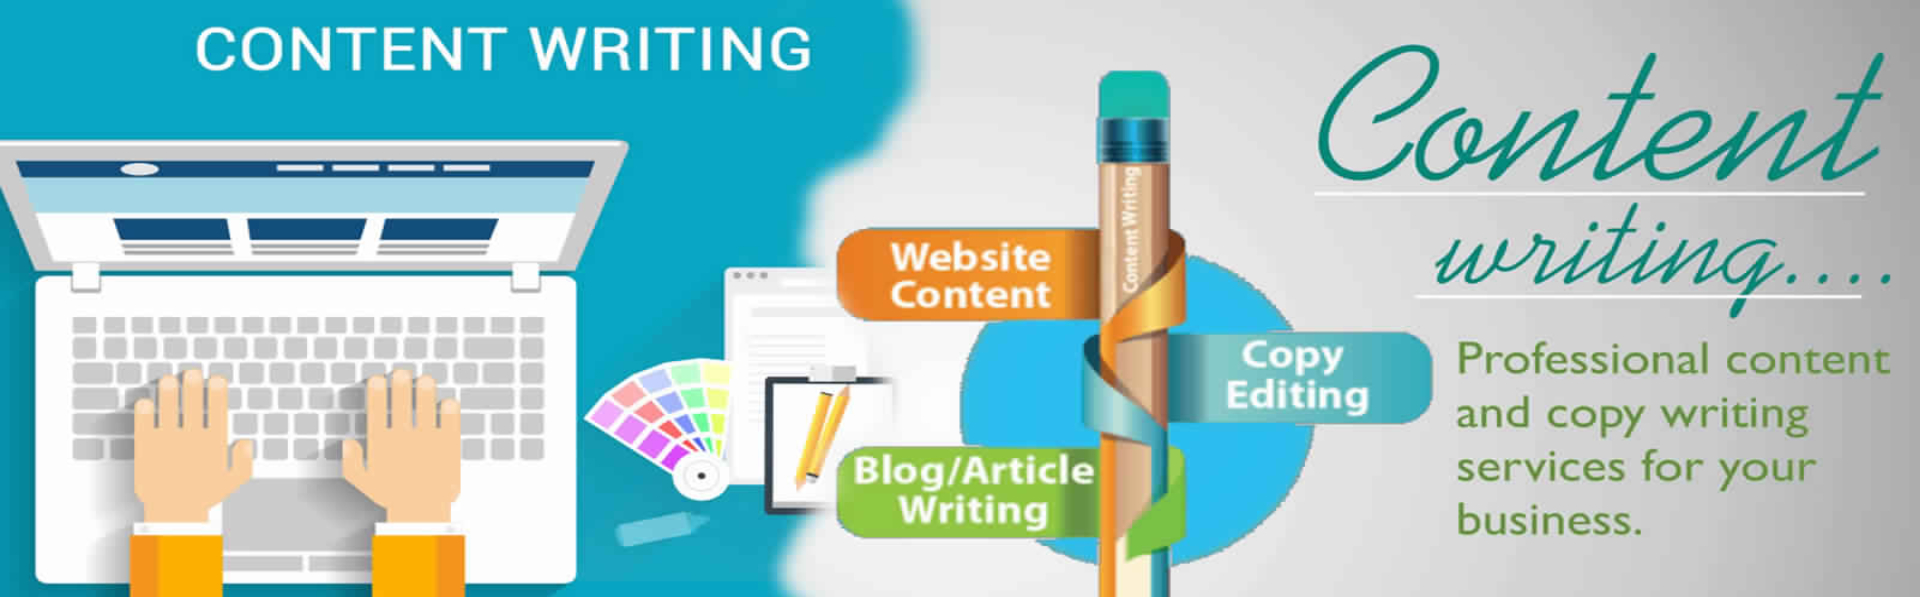 CONTENT WRITING
Website
Content
Content Writing
Copy
Editing
Blog/Article
Writing
Content
writing....
Professional content
and copy writing
services for your
business.